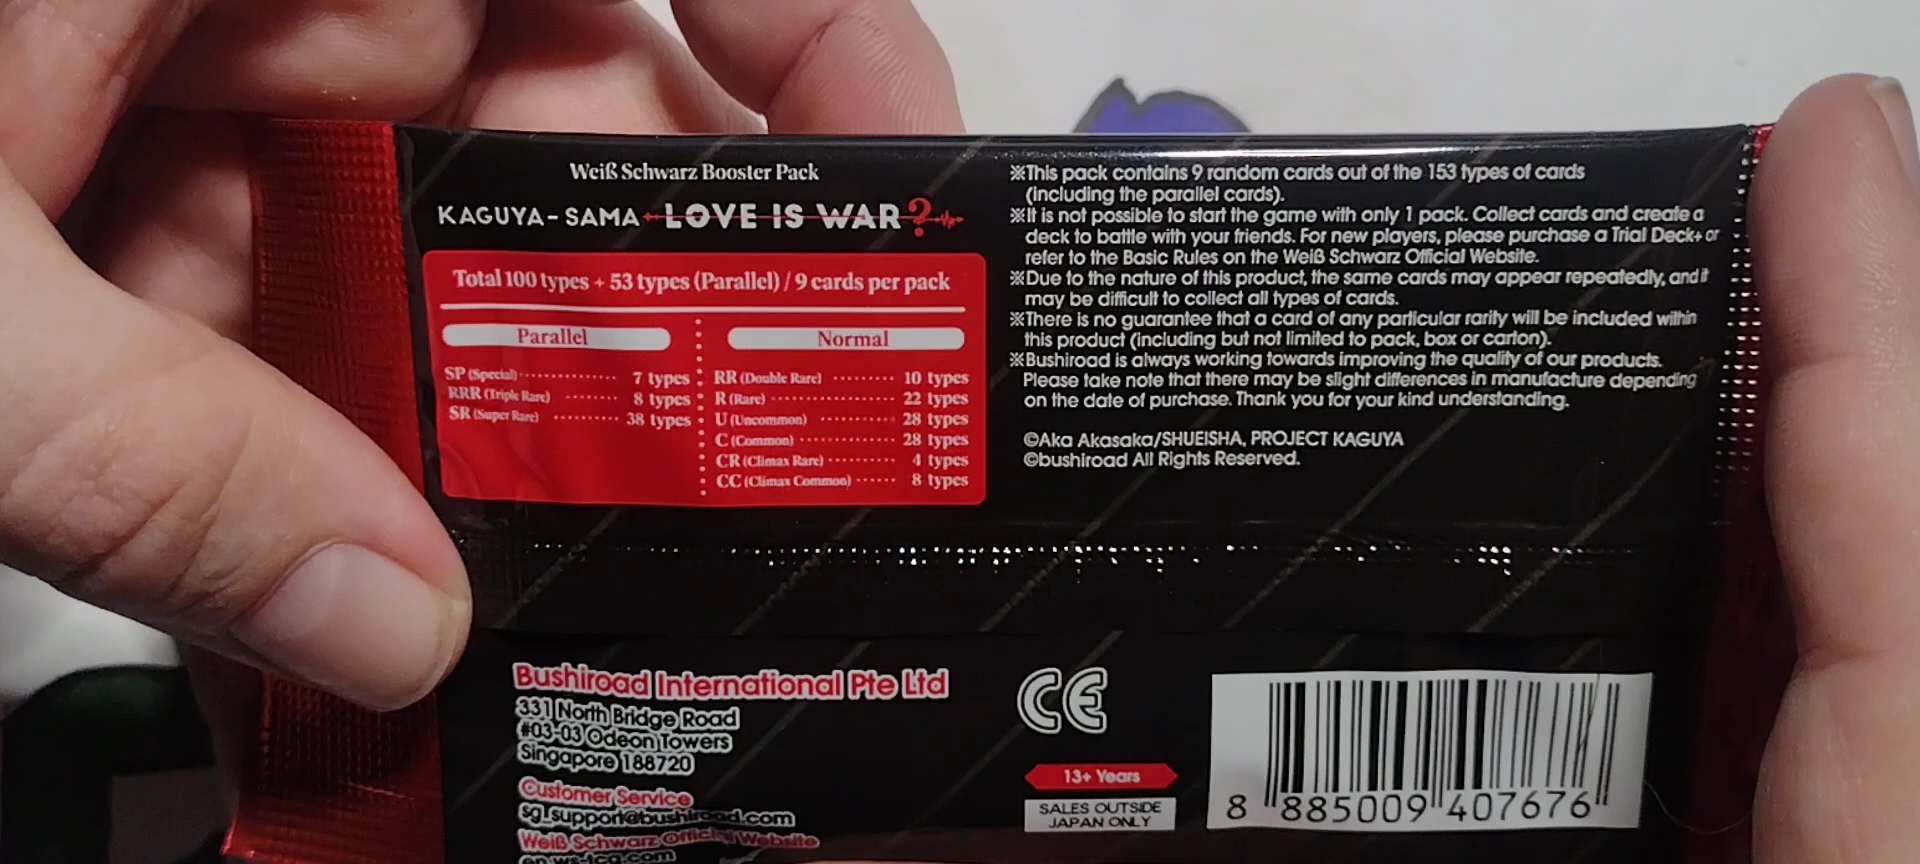 Weiß Schwarz Booster Pack
KAGUYA-SAMA LOVE IS WAR?
Total 100 types + 53 types (Parallel) / 9 cards per pack
Parallel
SP (Special) 7 types
RRR (Triple Rare) 8 types
SR (Super Rare) 38 types
Normal
RR (Double Rare) 10 types
R (Rare) 22 types
U (Uncommon) 28 types
C (Common) 28 types
CR (Climax Rare) 4 types
CC (Climax Common) 8 types
※This pack contains 9 random cards out of the 153 types of cards
(including the parallel cards).
※It is not possible to start the game with only 1 pack. Collect cards and create a
deck to battle with your friends. For new players, please purchase a Trial Deck+ or
refer to the Basic Rules on the Weiß Schwarz Official Website.
※Due to the nature of this product, the same cards may appear repeatedly, and it
may be difficult to collect all types of cards.
※There is no guarantee that a card of any particular rarity will be included within
this product (including but not limited to pack, box or carton).
※Bushiroad is always working towards improving the quality of our products.
Please take note that there may be slight differences in manufacture depending
on the date of purchase. Thank you for your kind understanding.
©Aka Akasaka/SHUEISHA, PROJECT KAGUYA
©bushiroad All Rights Reserved.
Bushiroad International Pte Ltd
331 North Bridge Road
#03-03 Odeon Towers
Singapore 188720
Customer Service
sg_support@bushiroad.com
Weiß Schwarz Official Website
en.ws-tcg.com
CE
13+ Years
SALES OUTSIDE
JAPAN ONLY
8 885009 407676